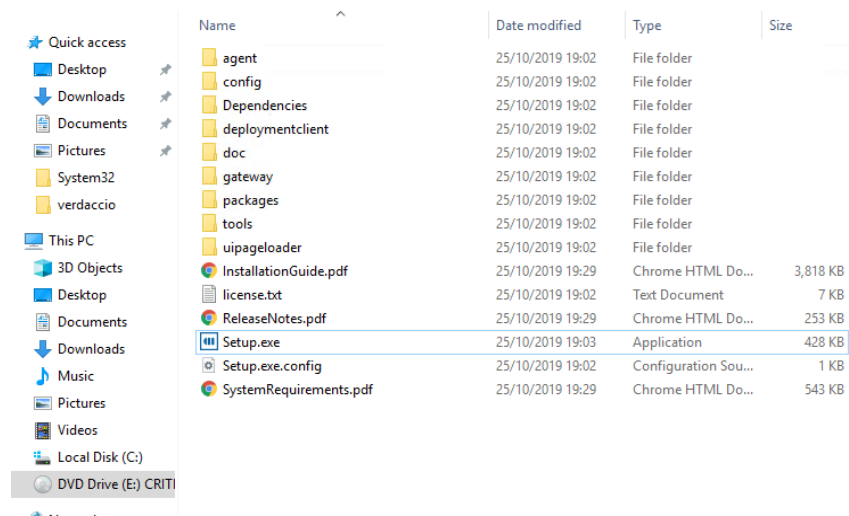 Name Date modified Type Size
Quick access
Desktop
Downloads
Documents
Pictures
System32
verdaccio
This PC
3D Objects
Desktop
Documents
Downloads
Music
Pictures
Videos
Local Disk (C:)
DVD Drive (E:) CRITI
agent 25/10/2019 19:02 File folder
config 25/10/2019 19:02 File folder
Dependencies 25/10/2019 19:02 File folder
deploymentclient 25/10/2019 19:02 File folder
doc 25/10/2019 19:02 File folder
gateway 25/10/2019 19:02 File folder
packages 25/10/2019 19:02 File folder
tools 25/10/2019 19:02 File folder
uipageloader 25/10/2019 19:02 File folder
InstallationGuide.pdf 25/10/2019 19:29 Chrome HTML Do... 3,818 KB
license.txt 25/10/2019 19:02 Text Document 7 KB
ReleaseNotes.pdf 25/10/2019 19:29 Chrome HTML Do... 253 KB
Setup.exe 25/10/2019 19:03 Application 428 KB
Setup.exe.config 25/10/2019 19:02 Configuration Sou... 1 KB
SystemRequirements.pdf 25/10/2019 19:29 Chrome HTML Do... 543 KB